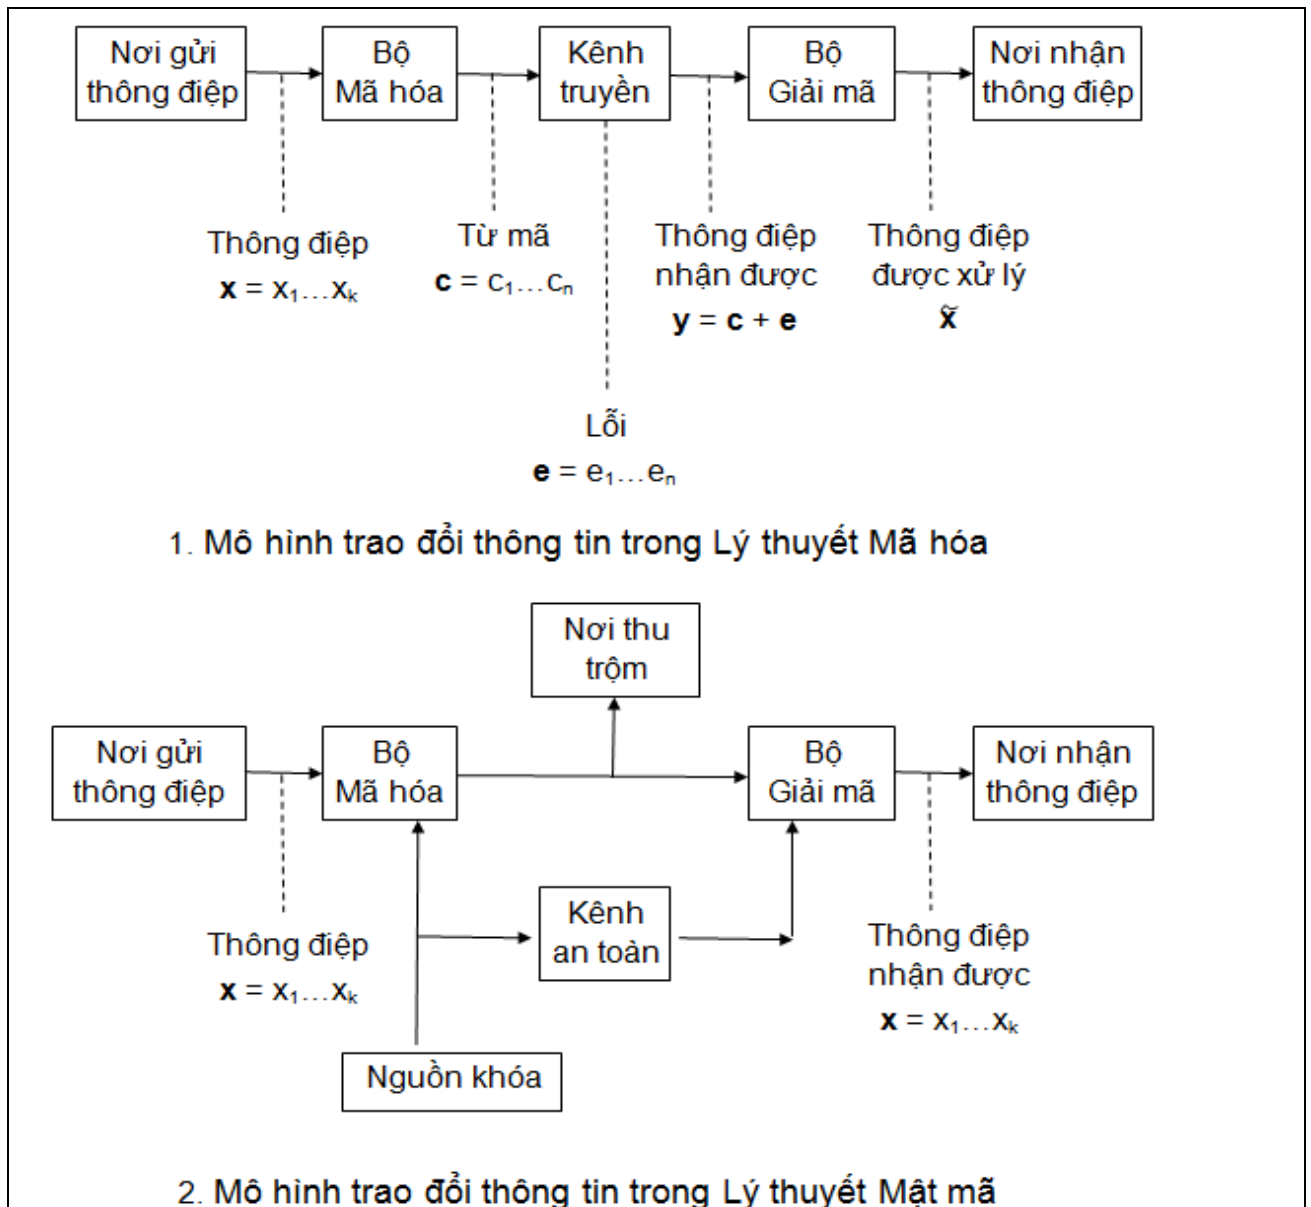 Nơi gửi
thông điệp
Bộ
Mã hóa
Kênh
truyền
Bộ
Giải mã
Nơi nhận
thông điệp
Thông điệp
x = x₁…xₖ
Từ mã
c = c₁…cₙ
Thông điệp
nhận được
y = c + e
Thông điệp
được xử lý
x̃
Lỗi
e = e₁…eₙ
1. Mô hình trao đổi thông tin trong Lý thuyết Mã hóa
Nơi thu
trộm
Nơi gửi
thông điệp
Bộ
Mã hóa
Bộ
Giải mã
Nơi nhận
thông điệp
Kênh
an toàn
Thông điệp
x = x₁…xₖ
Thông điệp
nhận được
x = x₁…xₖ
Nguồn khóa
2. Mô hình trao đổi thông tin trong Lý thuyết Mật mã